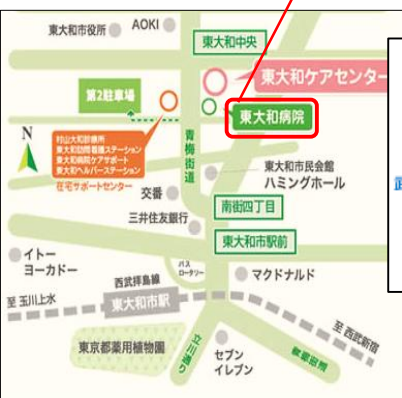 東大和市役所
AOKI
東大和中央
東大和ケアセンター
第2駐車場
東大和病院
N
村山大和診療所
東大和訪問看護ステーション
東大和病院ケアサポート
東大和ヘルパーステーション
在宅サポートセンター
青梅街道
東大和市民会館
ハミングホール
交番
南街四丁目
三井住友銀行
東大和市駅前
イトー
ヨーカドー
バス
ロータリー
西武拝島線
マクドナルド
至 玉川上水
東大和市駅
至 西武新宿
東京都薬用植物園
立川通り
セブン
イレブン